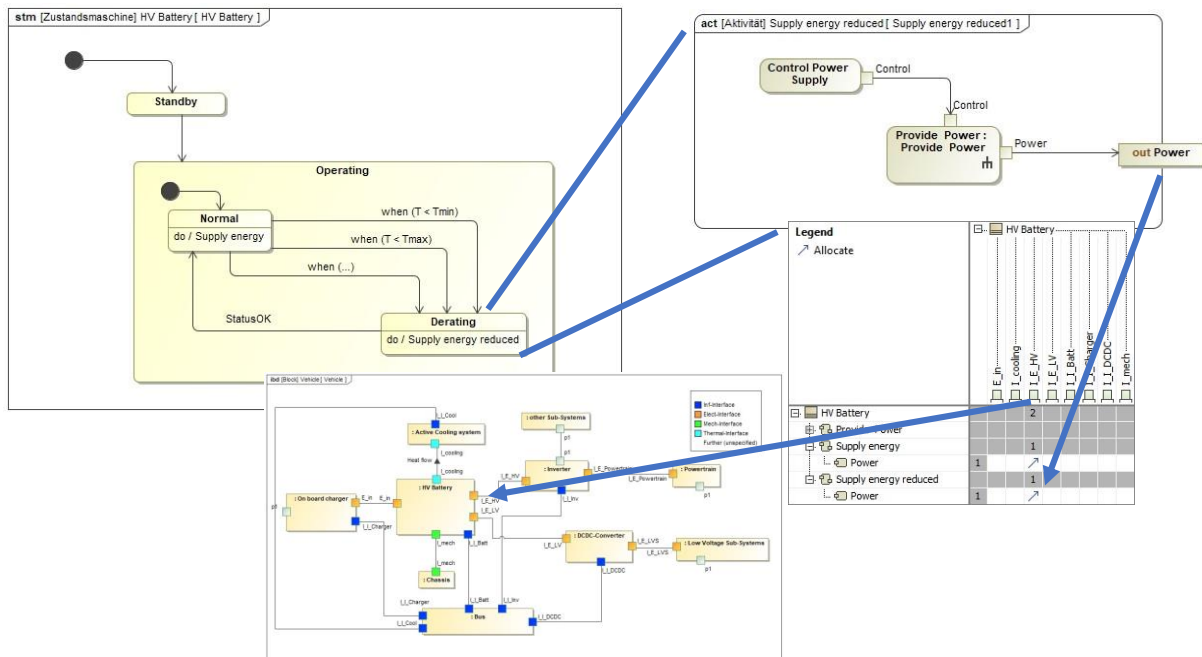 stm [Zustandsmaschine] HV Battery [ HV Battery ]
Standby
Operating
Normal
do / Supply energy
when (T < Tmin)
when (T < Tmax)
when (...)
StatusOK
Derating
do / Supply energy reduced
act [Aktivität] Supply energy reduced [ Supply energy reduced1 ]
Control Power
Supply
Control
Control
Provide Power :
Provide Power
Power
out Power
Legend
Allocate
HV Battery
E_in
I_cooling
I_E_HV
I_E_LV
I_I_Batt
I_I_Charger
I_I_DCDC
I_mech
HV Battery
2
Provide Power
Supply energy
1
Power
1
Supply energy reduced
1
Power
1
ibd [Block] Vehicle [ Vehicle ]
Inf-Interface
Elect-Interface
Mech-Interface
Thermal-Interface
Further (unspecified)
I_I_Cool
: Active Cooling system
I_cooling
Heat flow
I_cooling
: other Sub-Systems
p1
p1
: Inverter
I_E_HV
I_E_Powertrain
I_E_Powertrain
: Powertrain
p1
I_I_Inv
: On board charger
p1
E_in
E_in
I_I_Charger
: HV Battery
I_E_HV
I_E_LV
I_mech
I_I_Batt
I_mech
: Chassis
: DCDC-Converter
I_E_LV
I_E_LVS
I_E_LVS
: Low Voltage Sub-Systems
p1
I_I_DCDC
I_I_Charger
I_I_Cool
I_I_Batt
I_I_Inv
: Bus
I_I_DCDC